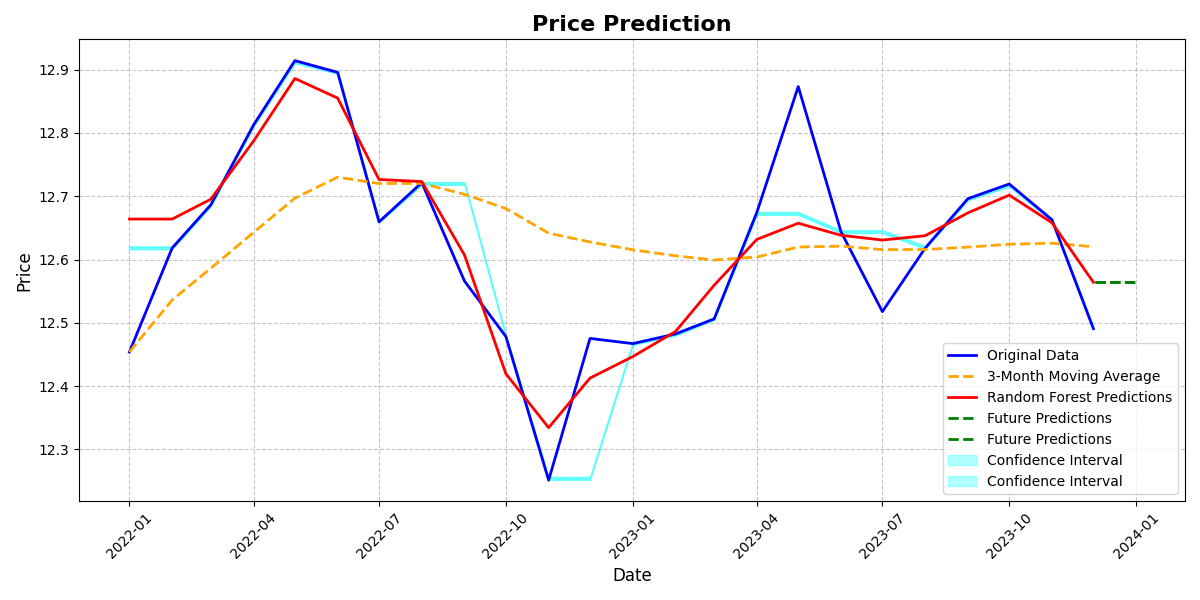 Price Prediction
Price
12.9
12.8
12.7
12.6
12.5
12.4
12.3
Original Data
3-Month Moving Average
Random Forest Predictions
Future Predictions
Future Predictions
Confidence Interval
Confidence Interval
2022-01
2022-04
2022-07
2022-10
2023-01
2023-04
2023-07
2023-10
2024-01
Date